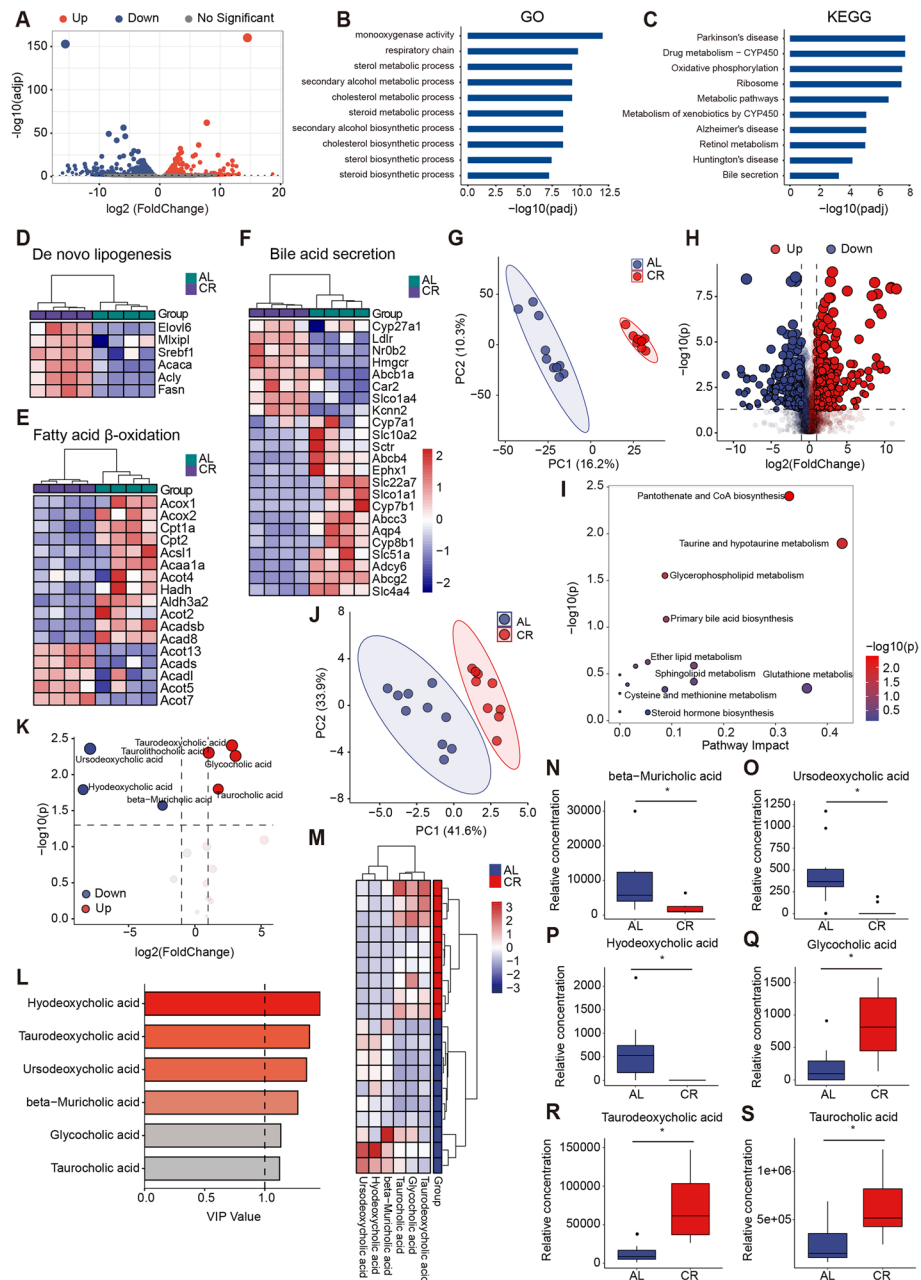 A
Up Down No Significant
150
100
50
0
-10 0 10 20
-log10(adjp)
log2 (FoldChange)
B
GO
monooxygenase activity
respiratory chain
sterol metabolic process
secondary alcohol metabolic process
cholesterol metabolic process
steroid metabolic process
secondary alcohol biosynthetic process
cholesterol biosynthetic process
sterol biosynthetic process
steroid biosynthetic process
0 2.5 5.0 7.5 10.0 12.5
−log10(padj)
C
KEGG
Parkinson's disease
Drug metabolism − CYP450
Oxidative phosphorylation
Ribosome
Metabolic pathways
Metabolism of xenobiotics by CYP450
Alzheimer's disease
Retinol metabolism
Huntington's disease
Bile secretion
0 2 4 6 8
−log10(padj)
D
De novo lipogenesis
AL
CR
Group
Elovl6
Mlxipl
Srebf1
Acaca
Acly
Fasn
E
Fatty acid β-oxidation
AL
CR
Group
Acox1
Acox2
Cpt1a
Cpt2
Acsl1
Acaa1a
Acot4
Hadh
Aldh3a2
Acot2
Acadsb
Acad8
Acot13
Acads
Acadl
Acot5
Acot7
F
Bile acid secretion
AL
CR
Group
Cyp27a1
Ldlr
Nr0b2
Hmgcr
Abcb1a
Car2
Slco1a4
Kcnn2
Cyp7a1
Slc10a2
Sctr
Abcb4
Ephx1
Slc22a7
Slco1a1
Cyp7b1
Abcc3
Aqp4
Cyp8b1
Slc51a
Adcy6
Abcg2
Slc4a4
2
1
0
−1
−2
G
AL
CR
50
0
−50
PC2 (10.3%)
−50 −25 0 25
PC1 (16.2%)
H
Up Down
7.5
5.0
2.5
0.0
−log10(p)
-10 -5 0 5 10
log2(FoldChange)
I
2.5
2.0
1.5
1.0
0.5
0.0
−log10(p)
Pantothenate and CoA biosynthesis
Taurine and hypotaurine metabolism
Glycerophospholipid metabolism
Primary bile acid biosynthesis
Ether lipid metabolism
Sphingolipid metabolism
Glutathione metabolis
Cysteine and methionine metabolism
Steroid hormone biosynthesis
−log10(p)
2.0
1.5
1.0
0.5
0.0 0.1 0.2 0.3 0.4
Pathway Impact
J
AL
CR
8
4
0
−4
−8
PC2 (33.9%)
−5.0 −2.5 0.0 2.5 5.0
PC1 (41.6%)
K
2.5
2.0
1.5
1.0
0.5
0.0
−log10(p)
Taurodeoxycholic acid
Taurolithocholic acid
Ursodeoxycholic acid
Glycocholic acid
Hyodeoxycholic acid
Taurocholic acid
beta−Muricholic acid
Down
Up
−5 0 5
log2(FoldChange)
L
Hyodeoxycholic acid
Taurodeoxycholic acid
Ursodeoxycholic acid
beta−Muricholic acid
Glycocholic acid
Taurocholic acid
0.0 0.5 1.0
VIP Value
M
AL
CR
3
2
1
0
−1
−2
−3
Ursodeoxycholic acid
Hyodeoxycholic acid
beta-Muricholic acid
Taurocholic acid
Glycocholic acid
Taurodeoxycholic acid
Group
N
beta-Muricholic acid
*
30000
20000
10000
0
Relative concentration
AL CR
O
Ursodeoxycholic acid
*
1250
1000
750
500
250
0
Relative concentration
AL CR
P
Hyodeoxycholic acid
*
2500
2000
1500
1000
500
0
Relative concentration
AL CR
Q
Glycocholic acid
*
1500
1000
500
0
Relative concentration
AL CR
R
Taurodeoxycholic acid
*
150000
100000
50000
0
Relative concentration
AL CR
S
Taurocholic acid
*
1e+06
5e+05
Relative concentration
AL CR